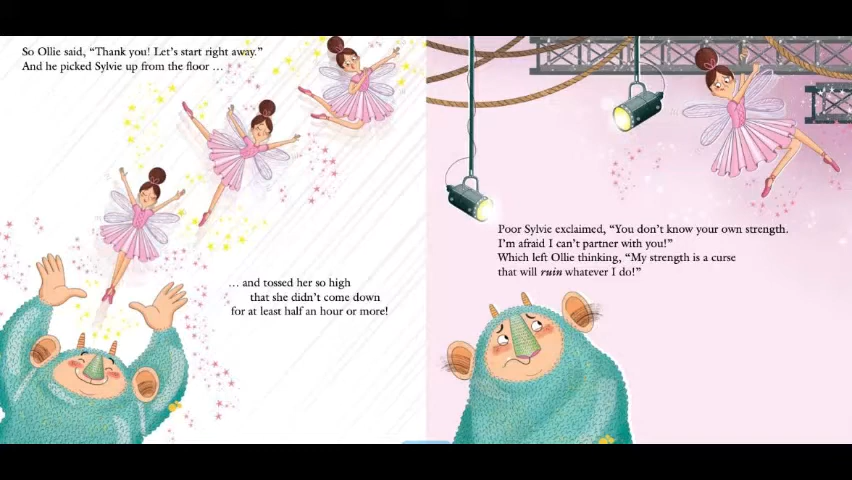 So Ollie said, “Thank you! Let’s start right away.”
And he picked Sylvie up from the floor …
… and tossed her so high
that she didn’t come down
for at least half an hour or more!
Poor Sylvie exclaimed, “You don’t know your own strength.
I’m afraid I can’t partner with you!”
Which left Ollie thinking, “My strength is a curse
that will ruin whatever I do!”